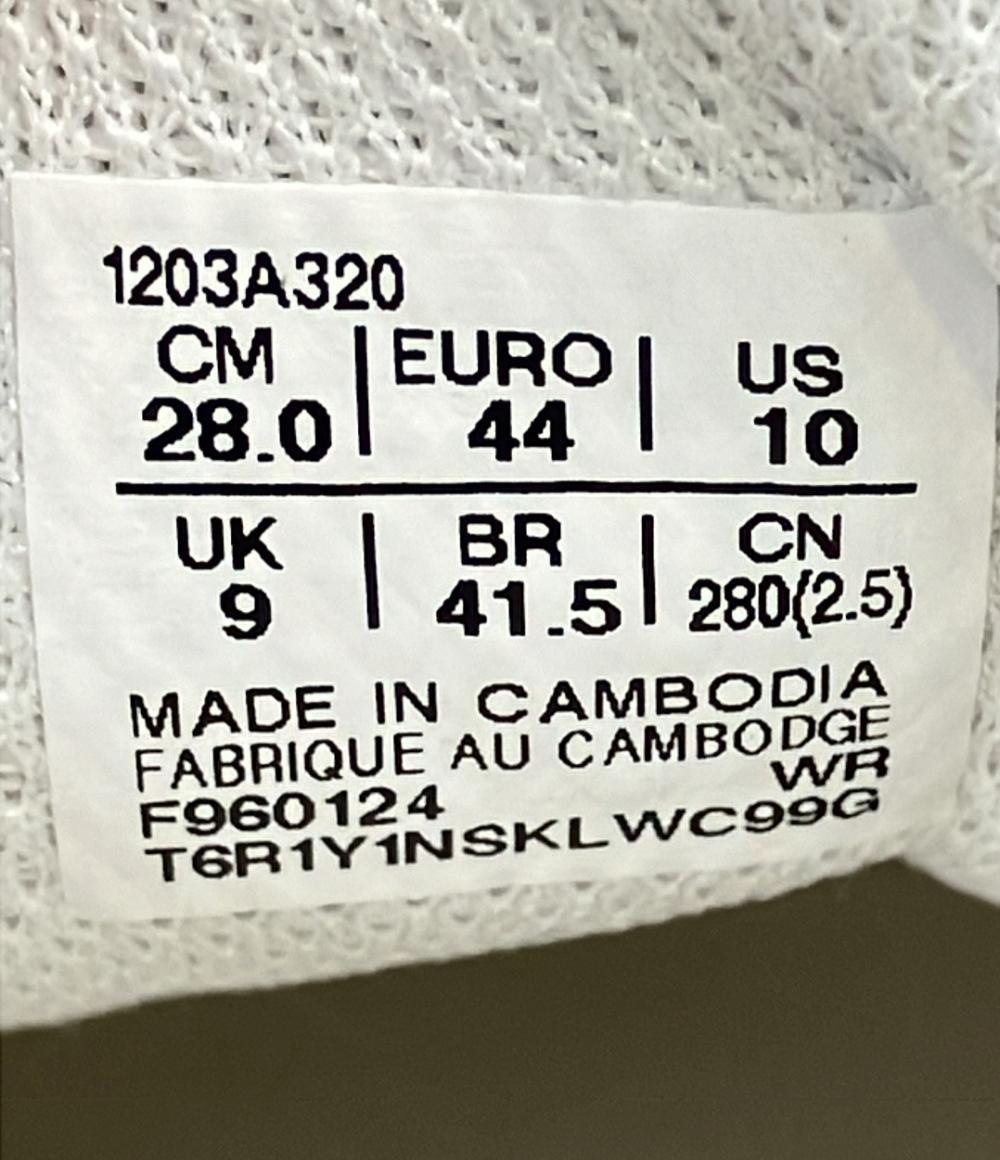 1203A320
CM | EURO | US
28.0 | 44 | 10
UK | BR | CN
9 | 41.5 | 280(2.5)
MADE IN CAMBODIA
FABRIQUE AU CAMBODGE
WR
F960124
T6R1Y1NSKLWC99G